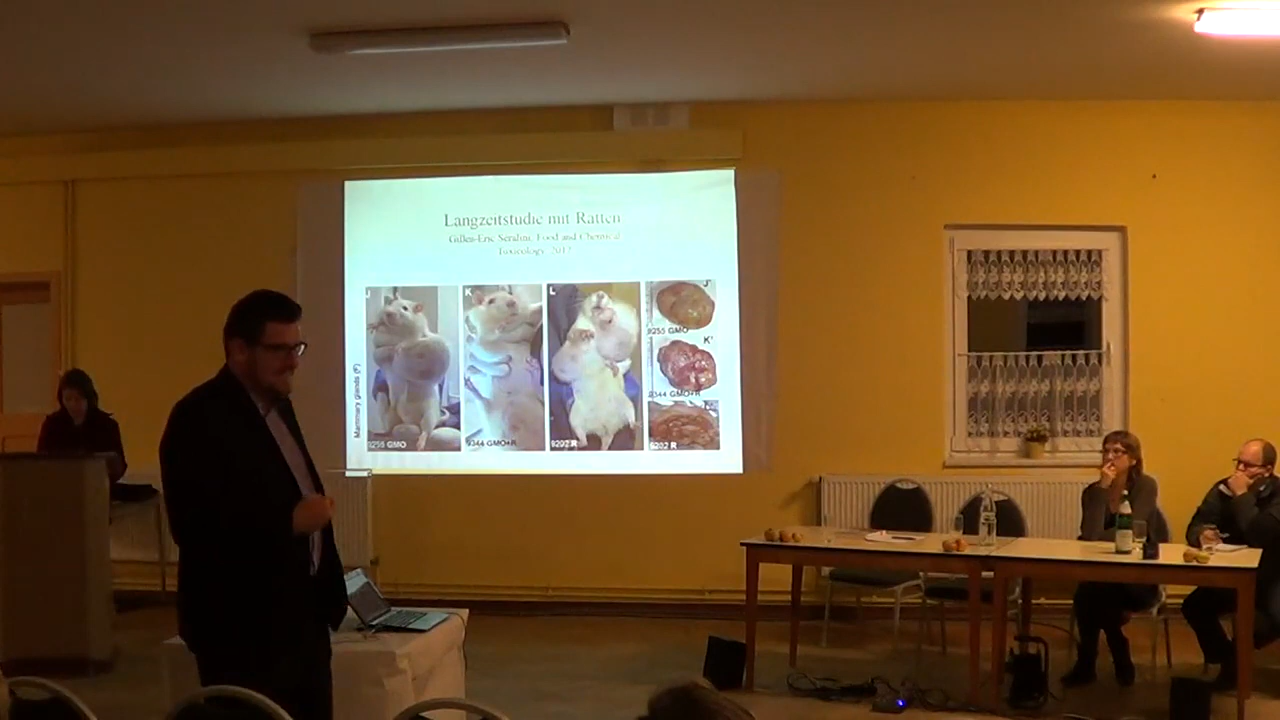 Langzeitstudie mit Ratten
Gilles-Eric Seralini, Food and Chemical
Toxicology, 2012
J
K
L
J'
9255 GMO
K'
9344 GMO+R
Mammary glands (F)
9255 GMO
9344 GMO+R
9202 R
9202 R